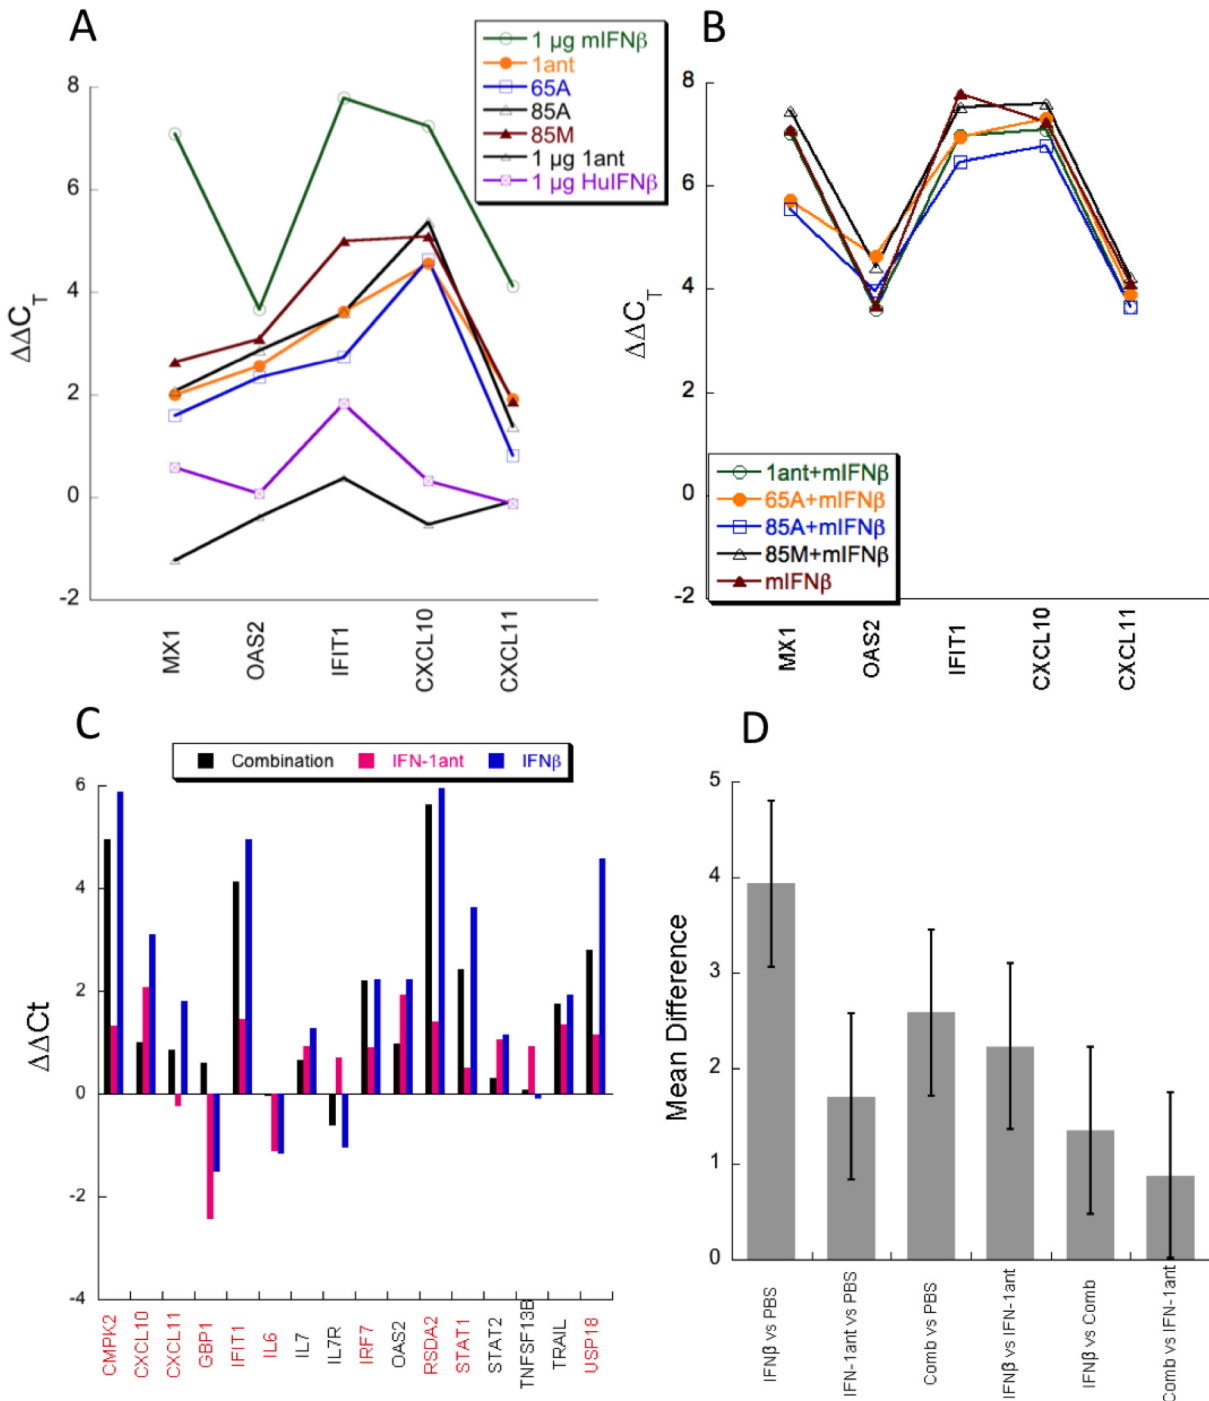 A
1 µg mIFNβ
1ant
65A
85A
85M
1 µg 1ant
1 µg HuIFNβ
8
6
4
2
0
-2
ΔΔC_T
MX1
OAS2
IFIT1
CXCL10
CXCL11
B
8
6
4
2
0
-2
ΔΔC_T
1ant+mIFNβ
65A+mIFNβ
85A+mIFNβ
85M+mIFNβ
mIFNβ
MX1
OAS2
IFIT1
CXCL10
CXCL11
C
Combination IFN-1ant IFNβ
6
4
2
0
-2
-4
ΔΔCt
CMPK2
CXCL10
CXCL11
GBP1
IFIT1
IL6
IL7
IL7R
IRF7
OAS2
RSDA2
STAT1
STAT2
TNFSF13B
TRAIL
USP18
D
5
4
3
2
1
0
Mean Difference
IFNβ vs PBS
IFN-1ant vs PBS
Comb vs PBS
IFNβ vs IFN-1ant
IFNβ vs Comb
Comb vs IFN-1ant